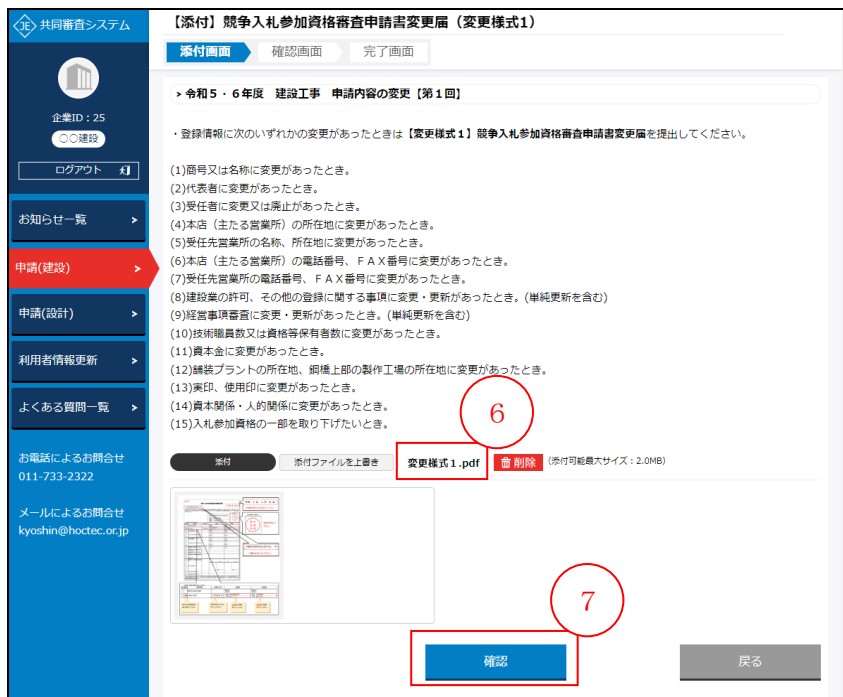 JE 共同審査システム
企業ID：25
○○建設
ログアウト
お知らせ一覧 >
申請(建設) >
申請(設計) >
利用者情報更新 >
よくある質問一覧 >
お電話によるお問合せ
011-733-2322
メールによるお問合せ
kyoshin@hoctec.or.jp
【添付】競争入札参加資格審査申請書変更届（変更様式1）
添付画面 確認画面 完了画面
> 令和５・６年度　建設工事　申請内容の変更【第１回】
・登録情報に次のいずれかの変更があったときは【変更様式１】競争入札参加資格審査申請書変更届を提出してください。
(1)商号又は名称に変更があったとき。
(2)代表者に変更があったとき。
(3)受任者に変更又は廃止があったとき。
(4)本店（主たる営業所）の所在地に変更があったとき。
(5)受任先営業所の名称、所在地に変更があったとき。
(6)本店（主たる営業所）の電話番号、ＦＡＸ番号に変更があったとき。
(7)受任先営業所の電話番号、ＦＡＸ番号に変更があったとき。
(8)建設業の許可、その他の登録に関する事項に変更・更新があったとき。(単純更新を含む)
(9)経営事項審査に変更・更新があったとき。(単純更新を含む)
(10)技術職員数又は資格等保有者数に変更があったとき。
(11)資本金に変更があったとき。
(12)舗装プラントの所在地、鋼橋上部の製作工場の所在地に変更があったとき。
(13)実印、使用印に変更があったとき。
(14)資本関係・人的関係に変更があったとき。
(15)入札参加資格の一部を取り下げたいとき。
6
添付 添付ファイルを上書き 変更様式１.pdf 削除 (添付可能最大サイズ：2.0MB)
7
確認 戻る